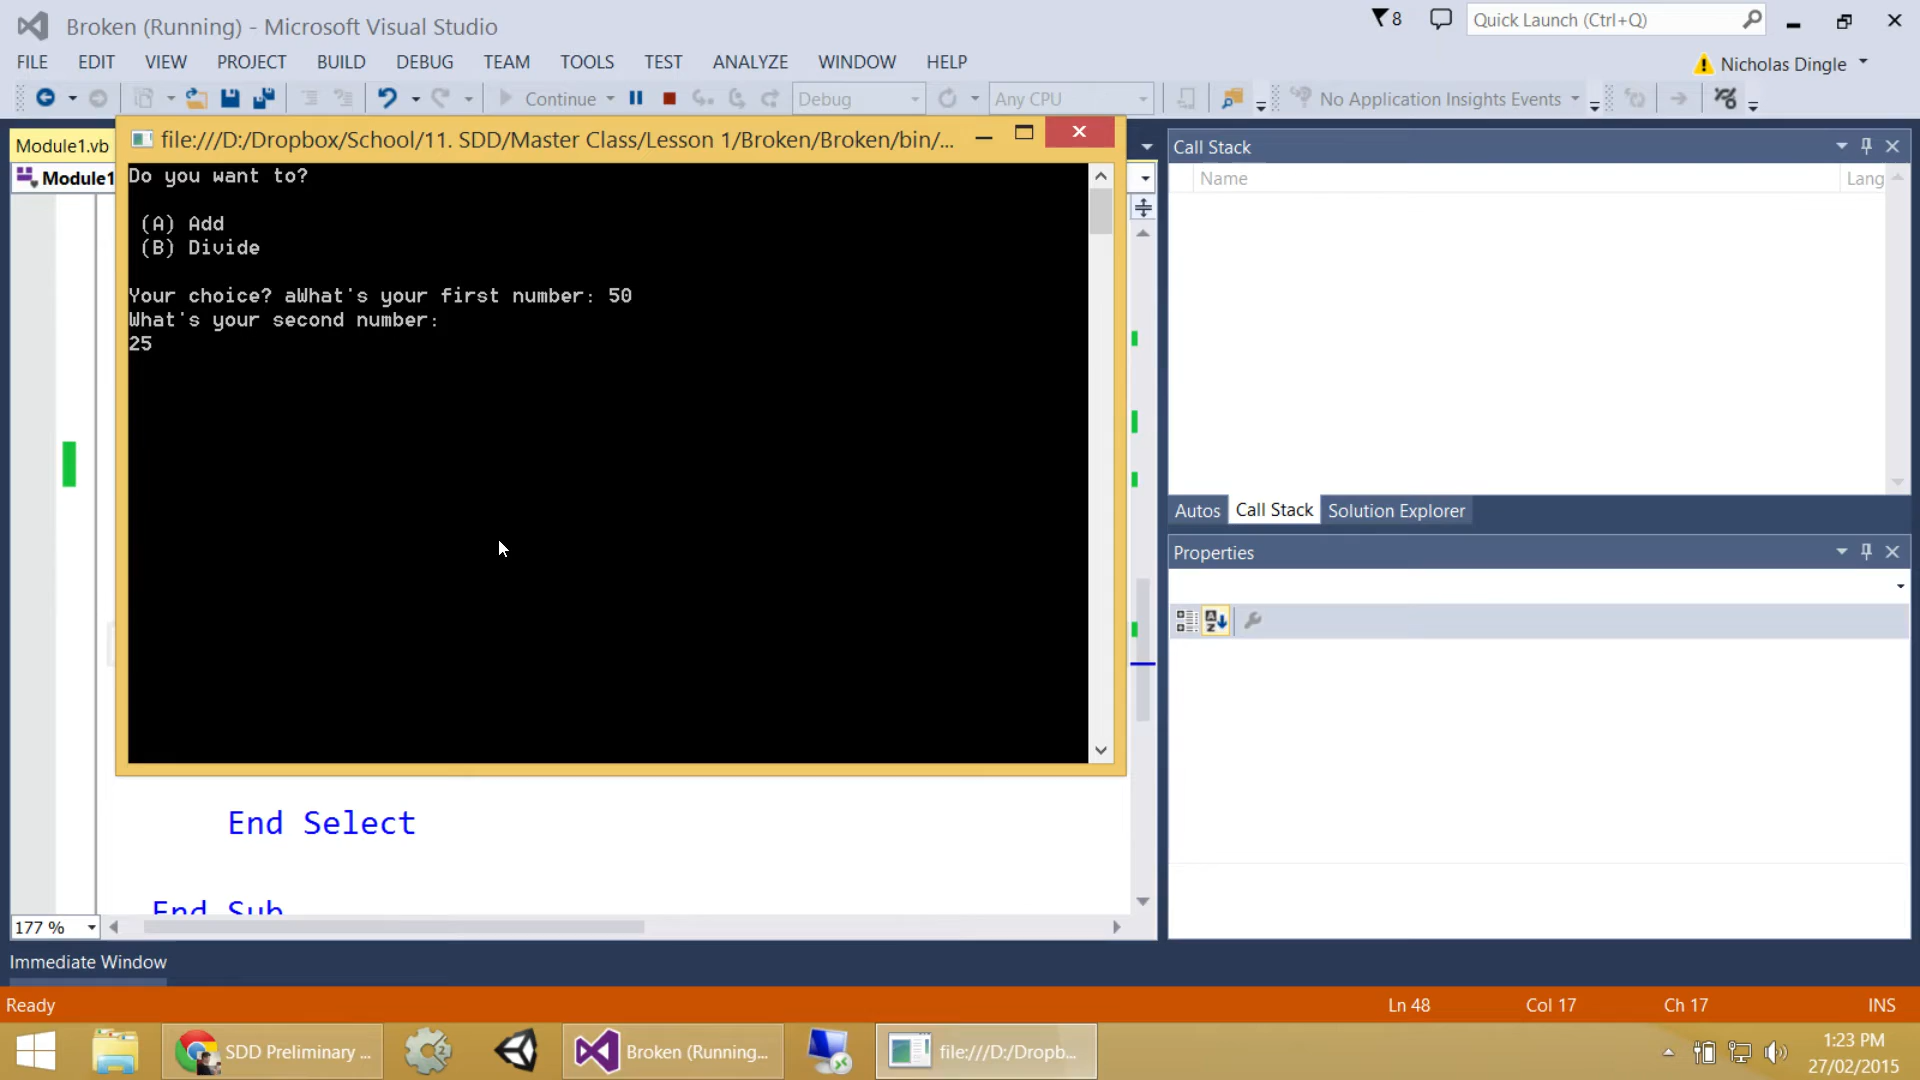 Broken (Running) - Microsoft Visual Studio
8
Quick Launch (Ctrl+Q)
FILE EDIT VIEW PROJECT BUILD DEBUG TEAM TOOLS TEST ANALYZE WINDOW HELP
Nicholas Dingle
Continue
Debug
Any CPU
No Application Insights Events
Module1.vb
file:///D:/Dropbox/School/11. SDD/Master Class/Lesson 1/Broken/Broken/bin/...
Module1
Do you want to?
(A) Add
(B) Divide
Your choice? aWhat's your first number: 50
What's your second number:
25
End Select
End Sub
177 %
Call Stack
Name
Lang
Autos
Call Stack
Solution Explorer
Properties
Immediate Window
Ready
Ln 48
Col 17
Ch 17
INS
SDD Preliminary ...
Broken (Running...
file:///D:/Dropb...
1:23 PM
27/02/2015